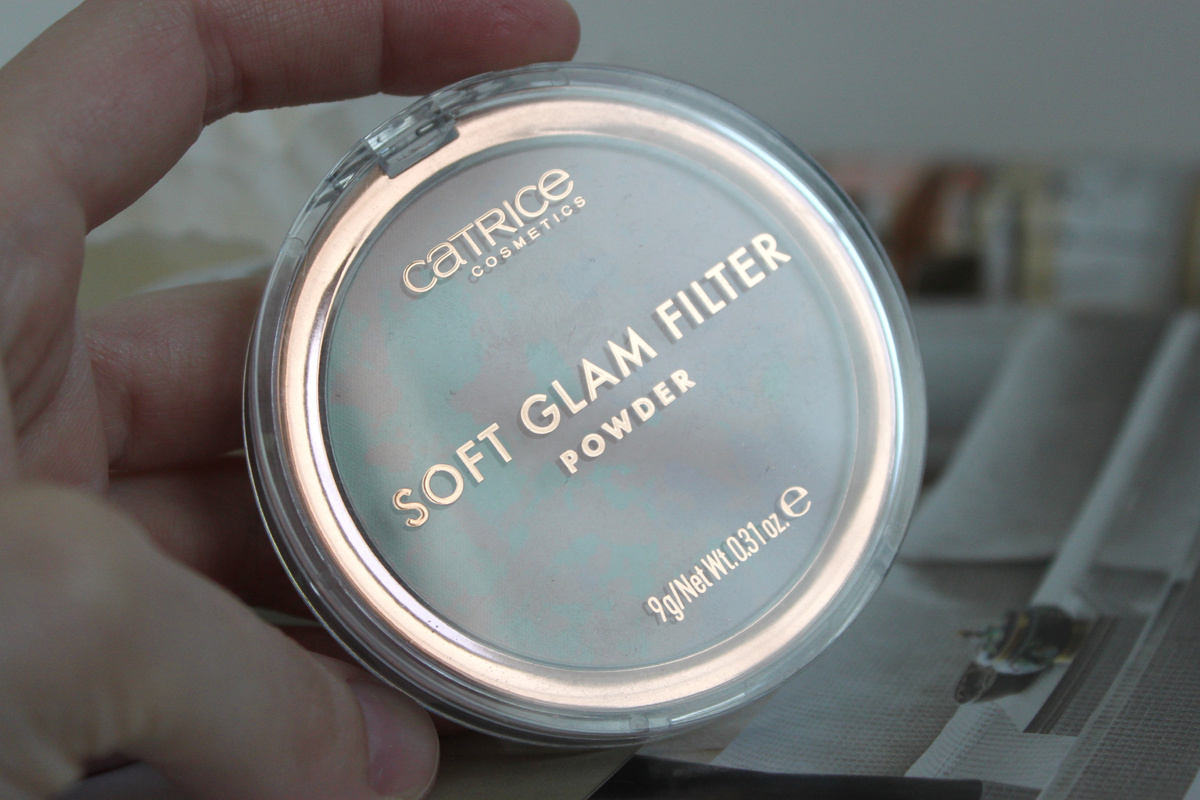 CATRICE
COSMETICS
SOFT GLAM FILTER
POWDER
9g/Net Wt. 0.31 oz. ℮